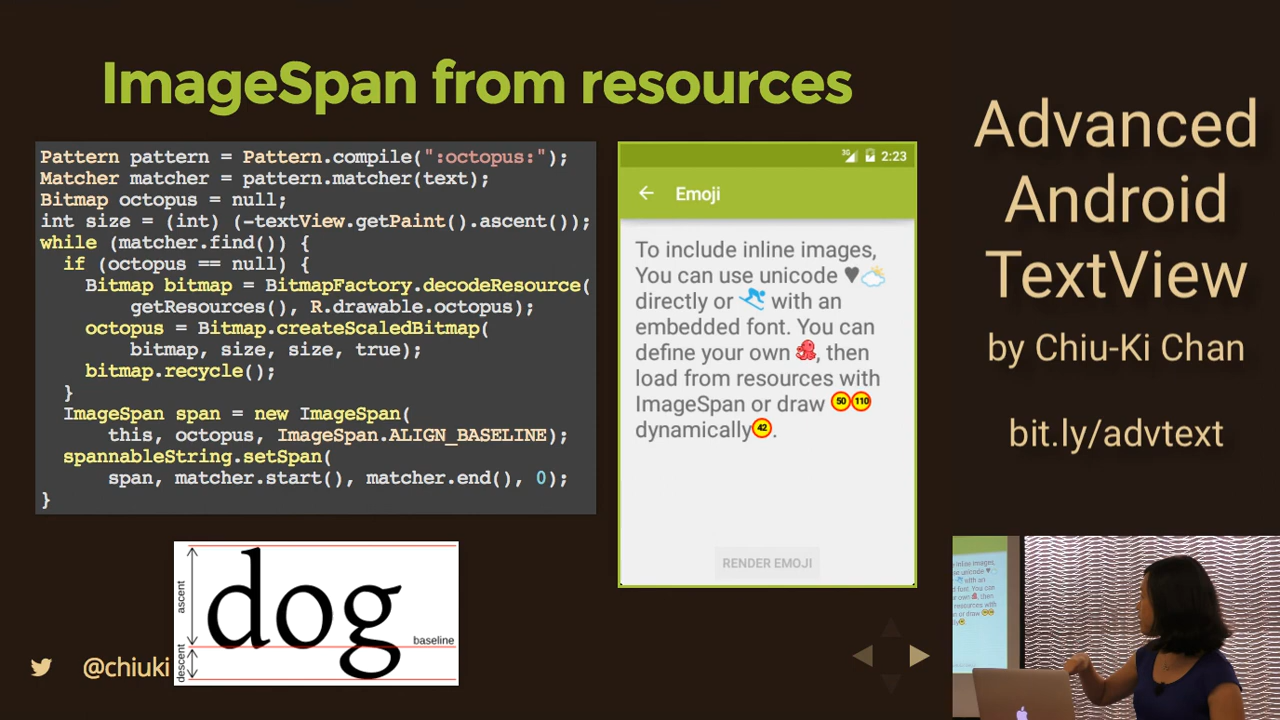 ImageSpan from resources
Pattern pattern = Pattern.compile(":octopus:");
Matcher matcher = pattern.matcher(text);
Bitmap octopus = null;
int size = (int) (-textView.getPaint().ascent());
while (matcher.find()) {
  if (octopus == null) {
    Bitmap bitmap = BitmapFactory.decodeResource(
        getResources(), R.drawable.octopus);
    octopus = Bitmap.createScaledBitmap(
        bitmap, size, size, true);
    bitmap.recycle();
  }
  ImageSpan span = new ImageSpan(
      this, octopus, ImageSpan.ALIGN_BASELINE);
  spannableString.setSpan(
      span, matcher.start(), matcher.end(), 0);
}
3G 2:23
← Emoji
To include inline images,
You can use unicode ♥⛅
directly or ⛷ with an
embedded font. You can
define your own 🐙, then
load from resources with
ImageSpan or draw 50 110
dynamically 42.
RENDER EMOJI
ascent
descent
dog
baseline
@chiuki
Advanced
Android
TextView
by Chiu-Ki Chan
bit.ly/advtext